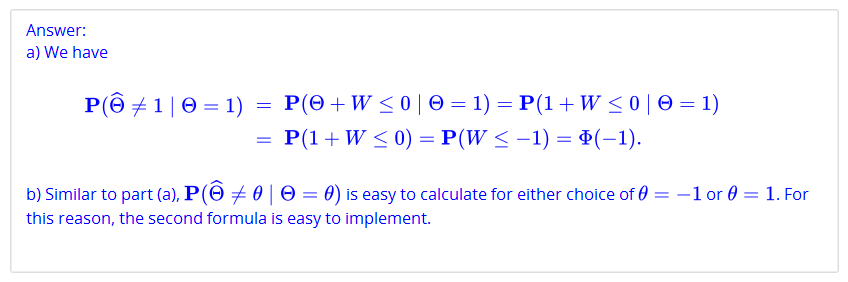 Answer:
a) We have
P(Θ̂ ≠ 1 | Θ = 1) = P(Θ + W ≤ 0 | Θ = 1) = P(1 + W ≤ 0 | Θ = 1)
= P(1 + W ≤ 0) = P(W ≤ −1) = Φ(−1).
b) Similar to part (a), P(Θ̂ ≠ θ | Θ = θ) is easy to calculate for either choice of θ = −1 or θ = 1. For
this reason, the second formula is easy to implement.